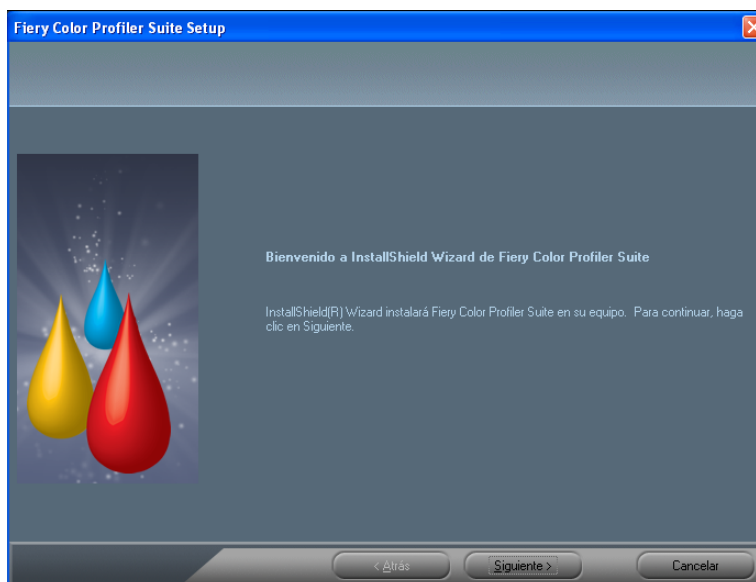 Fiery Color Profiler Suite Setup
Bienvenido a InstallShield Wizard de Fiery Color Profiler Suite
InstallShield(R) Wizard instalará Fiery Color Profiler Suite en su equipo. Para continuar, haga
clic en Siguiente.
< Atrás
Siguiente >
Cancelar